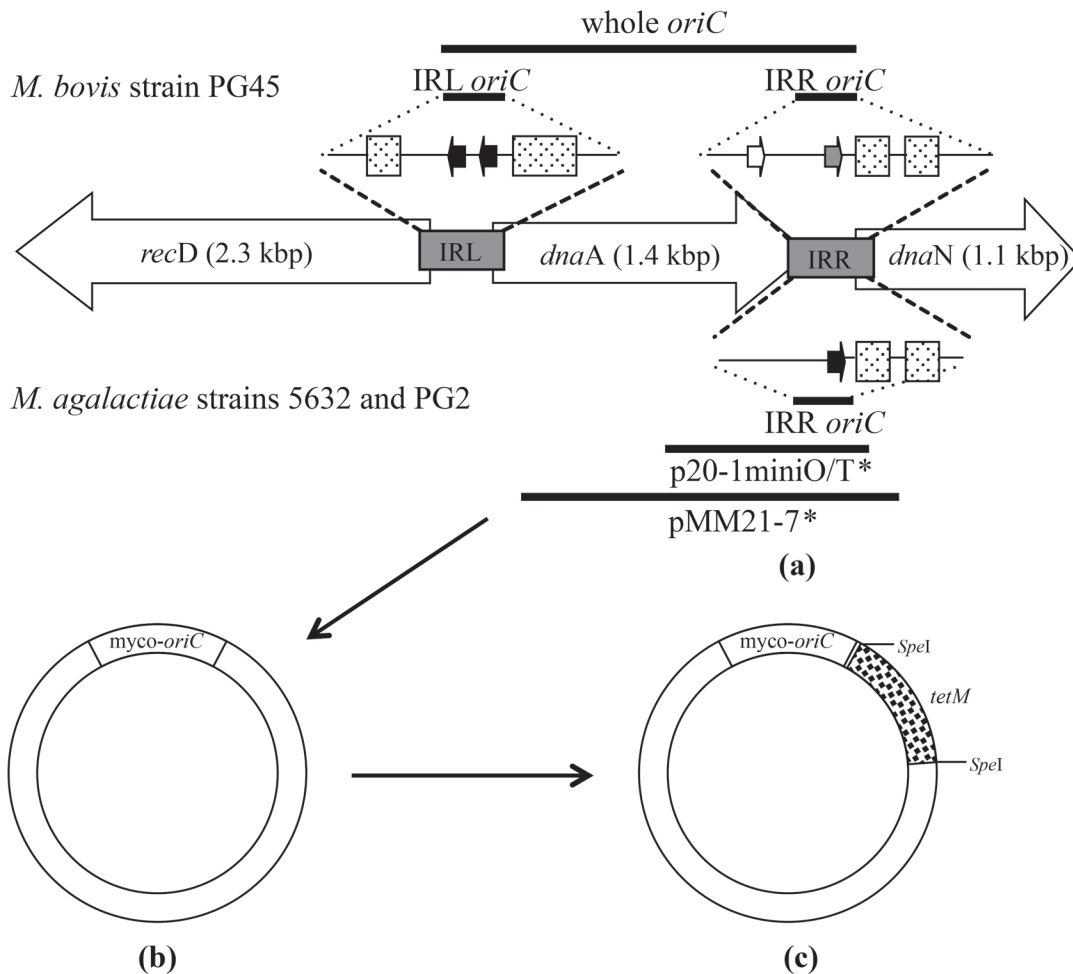 whole oriC
M. bovis strain PG45
IRL oriC
IRR oriC
recD (2.3 kbp)
IRL
dnaA (1.4 kbp)
IRR
dnaN (1.1 kbp)
M. agalactiae strains 5632 and PG2
IRR oriC
p20-1miniO/T*
pMM21-7*
(a)
myco-oriC
myco-oriC
SpeI
tetM
SpeI
(b)
(c)